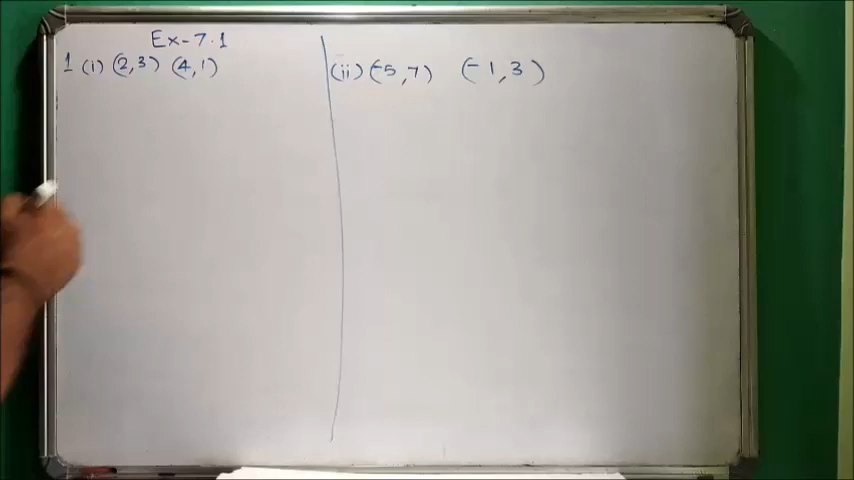 Ex-7.1
1 (i) (2,3) (4,1)
(ii) (-5,7) (-1,3)